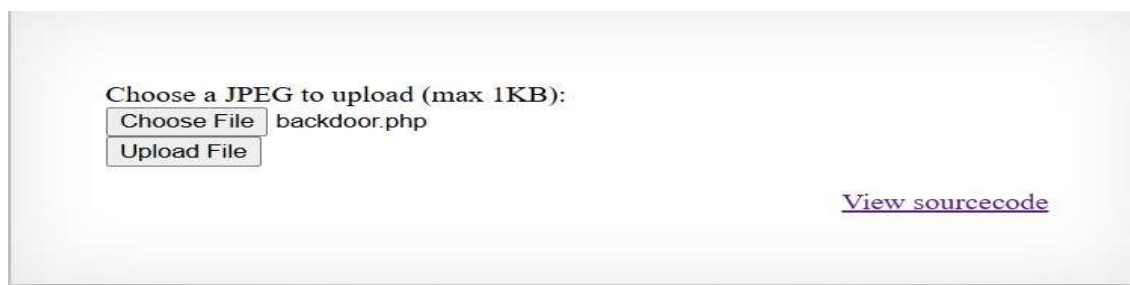 Choose a JPEG to upload (max 1KB):
Choose File backdoor.php
Upload File
View sourcecode